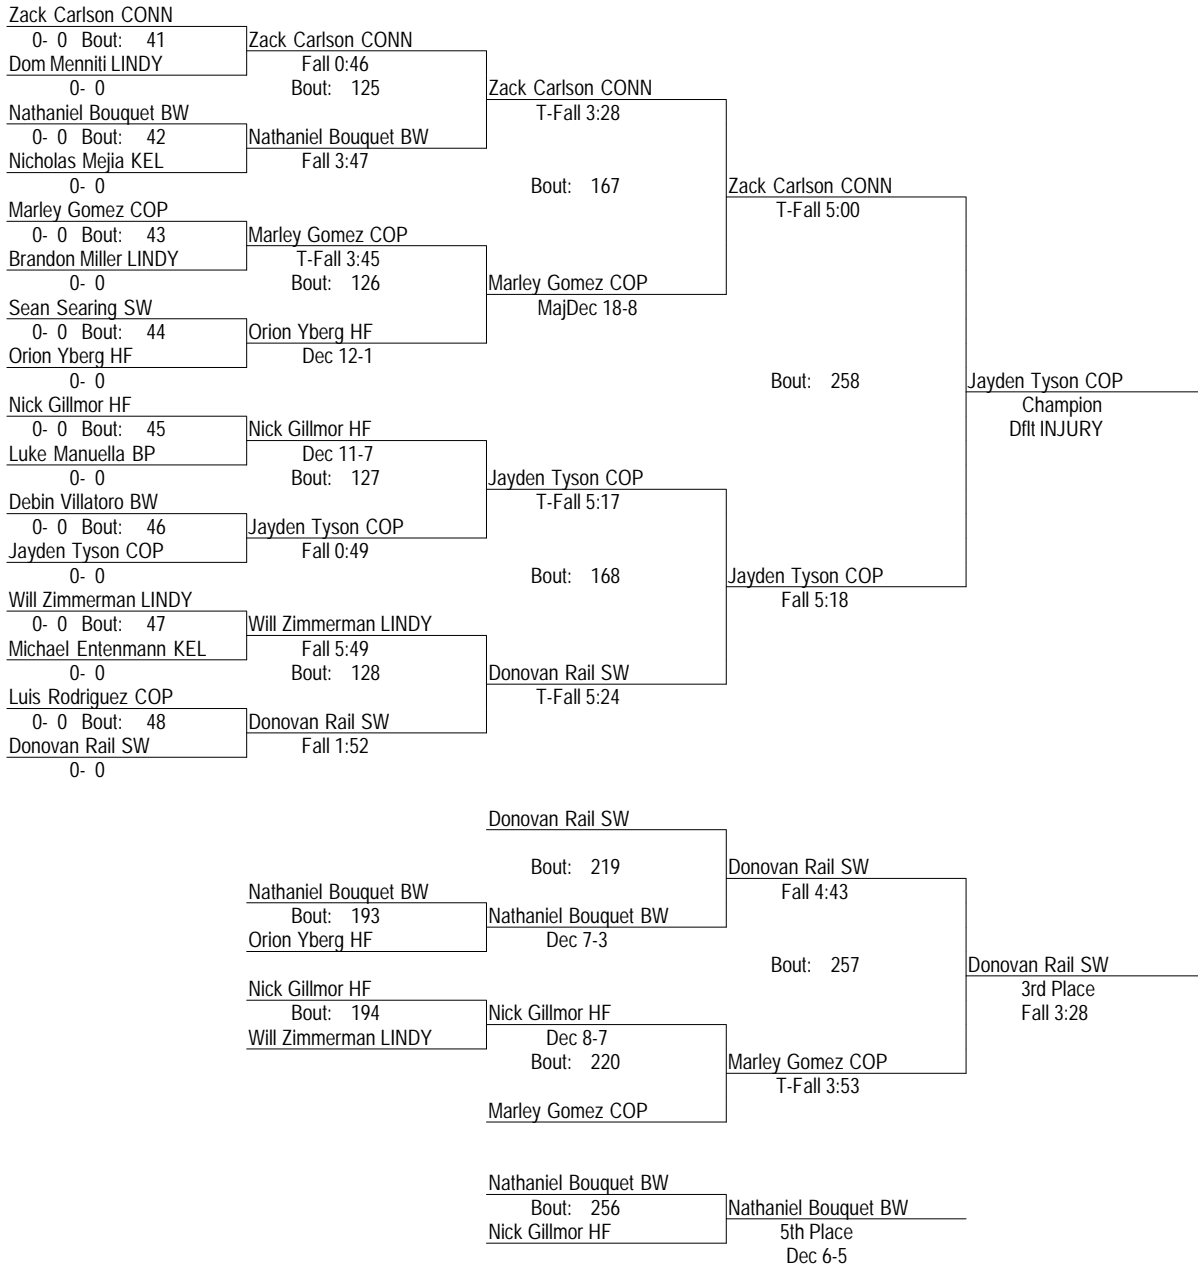 Zack Carlson CONN
0- 0 Bout: 41
Zack Carlson CONN
Dom Menniti LINDY
Fall 0:46
0- 0
Bout: 125
Zack Carlson CONN
Nathaniel Bouquet BW
T-Fall 3:28
0- 0 Bout: 42
Nathaniel Bouquet BW
Nicholas Mejia KEL
Fall 3:47
0- 0
Bout: 167
Zack Carlson CONN
Marley Gomez COP
T-Fall 5:00
0- 0 Bout: 43
Marley Gomez COP
Brandon Miller LINDY
T-Fall 3:45
0- 0
Bout: 126
Marley Gomez COP
Sean Searing SW
MajDec 18-8
0- 0 Bout: 44
Orion Yberg HF
Orion Yberg HF
Dec 12-1
0- 0
Bout: 258
Jayden Tyson COP
Nick Gillmor HF
Champion
0- 0 Bout: 45
Nick Gillmor HF
Dflt INJURY
Luke Manuella BP
Dec 11-7
0- 0
Bout: 127
Jayden Tyson COP
Debin Villatoro BW
T-Fall 5:17
0- 0 Bout: 46
Jayden Tyson COP
Jayden Tyson COP
Fall 0:49
0- 0
Bout: 168
Jayden Tyson COP
Will Zimmerman LINDY
Fall 5:18
0- 0 Bout: 47
Will Zimmerman LINDY
Michael Entenmann KEL
Fall 5:49
0- 0
Bout: 128
Donovan Rail SW
Luis Rodriguez COP
T-Fall 5:24
0- 0 Bout: 48
Donovan Rail SW
Donovan Rail SW
Fall 1:52
0- 0
Donovan Rail SW
Bout: 219
Donovan Rail SW
Nathaniel Bouquet BW
Fall 4:43
Bout: 193
Nathaniel Bouquet BW
Orion Yberg HF
Dec 7-3
Bout: 257
Donovan Rail SW
Nick Gillmor HF
3rd Place
Bout: 194
Nick Gillmor HF
Fall 3:28
Will Zimmerman LINDY
Dec 8-7
Bout: 220
Marley Gomez COP
T-Fall 3:53
Marley Gomez COP
Nathaniel Bouquet BW
Bout: 256
Nathaniel Bouquet BW
Nick Gillmor HF
5th Place
Dec 6-5